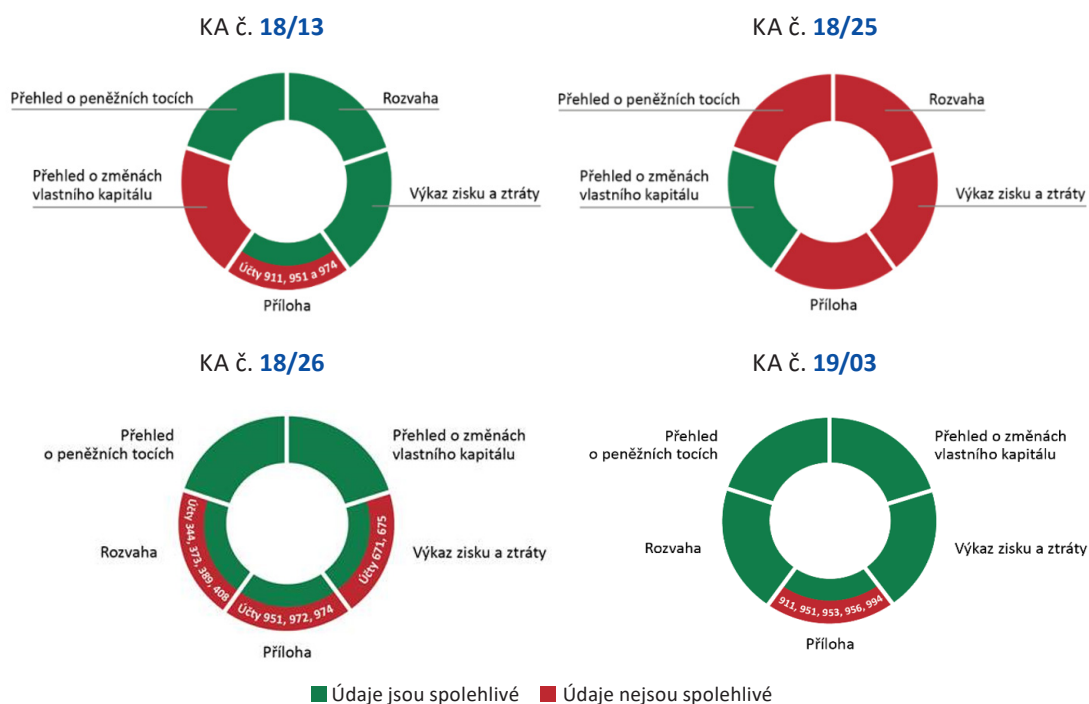 KA č. 18/13
Přehled o peněžních tocích
Rozvaha
Přehled o změnách
vlastního kapitálu
Výkaz zisku a ztráty
Účty 911, 951 a 974
Příloha
KA č. 18/25
Přehled o peněžních tocích
Rozvaha
Přehled o změnách
vlastního kapitálu
Výkaz zisku a ztráty
Příloha
KA č. 18/26
Přehled
o peněžních tocích
Přehled o změnách
vlastního kapitálu
Rozvaha
Účty 344, 373, 389, 408
Účty 671, 675
Výkaz zisku a ztráty
Účty 951, 972, 974
Příloha
KA č. 19/03
Přehled
o peněžních tocích
Přehled o změnách
vlastního kapitálu
Rozvaha
Výkaz zisku a ztráty
911, 951, 953, 956, 994
Příloha
Údaje jsou spolehlivé
Údaje nejsou spolehlivé